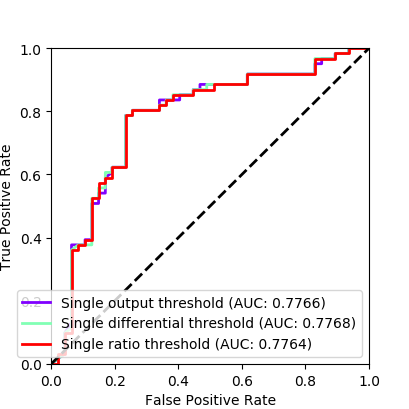 1.0
0.8
0.6
0.4
0.2
0.0
True Positive Rate
Single output threshold (AUC: 0.7766)
Single differential threshold (AUC: 0.7768)
Single ratio threshold (AUC: 0.7764)
0.0 0.2 0.4 0.6 0.8 1.0
False Positive Rate